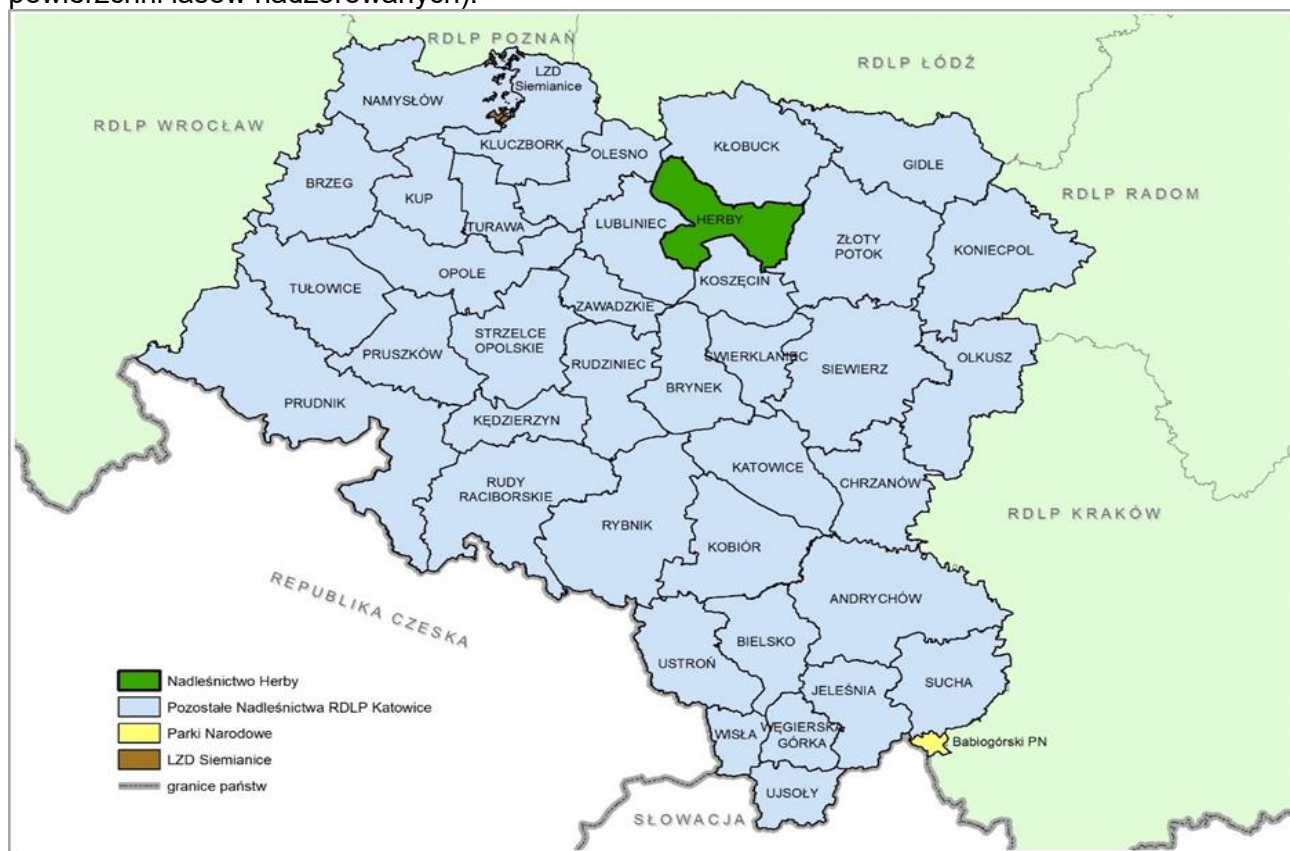 powierzchni lasów nadzorowanych).
RDLP POZNAŃ
RDLP ŁÓDŹ
LZD
Siemianice
NAMYSŁÓW
RDLP WROCŁAW
KLUCZBORK
OLESNO
KŁOBUCK
GIDLE
BRZEG
KUP
RDLP RADOM
TURAWA
LUBLINIEC
HERBY
ZŁOTY
POTOK
KONIECPOL
OPOLE
TUŁOWICE
KOSZĘCIN
ZAWADZKIE
STRZELCE
OPOLSKIE
PRUSZKÓW
RUDZINIEC
ŚWIERKLANIEC
OLKUSZ
SIEWIERZ
BRYNEK
PRUDNIK
KĘDZIERZYN
KATOWICE
CHRZANÓW
RUDY
RACIBORSKIE
RYBNIK
RDLP KRAKÓW
KOBIÓR
REPUBLIKA CZESKA
ANDRYCHÓW
BIELSKO
USTROŃ
JELEŚNIA
SUCHA
WISŁA
WĘGIERSKA
GÓRKA
Babiogórski PN
UJSOŁY
SŁOWACJA
Nadleśnictwo Herby
Pozostałe Nadleśnictwa RDLP Katowice
Parki Narodowe
LZD Siemianice
granice państw